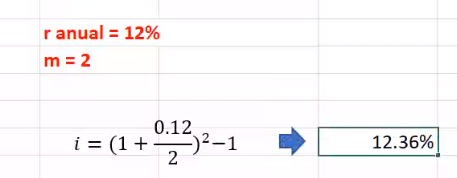 r anual = 12%
m = 2
i = (1 + 0.12/2)²−1
12.36%